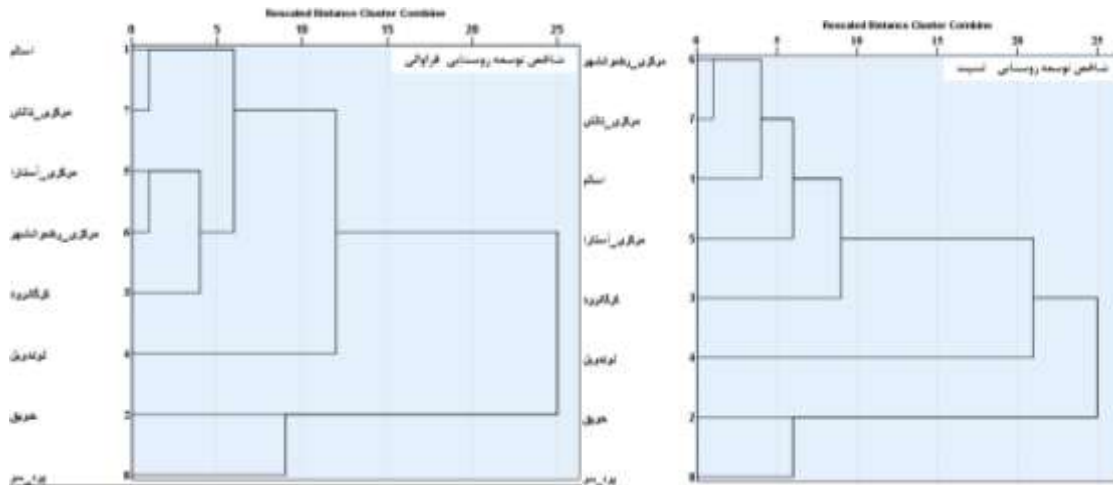 Rescaled Distance Cluster Combine
0 5 10 15 20 25
شاخص توسعه روستایی فراوانی
اسالم 1
مرکزی_تالش 7
مرکزی_آستارا 5
مرکزی_رضوانشهر 6
کرگانرود 3
لوندویل 4
حویق 2
8
Rescaled Distance Cluster Combine
0 5 10 15 20 25
شاخص توسعه روستایی نسبت
مرکزی_رضوانشهر 6
مرکزی_تالش 7
اسالم 1
مرکزی_آستارا 5
کرگانرود 3
لوندویل 4
حویق 2
8